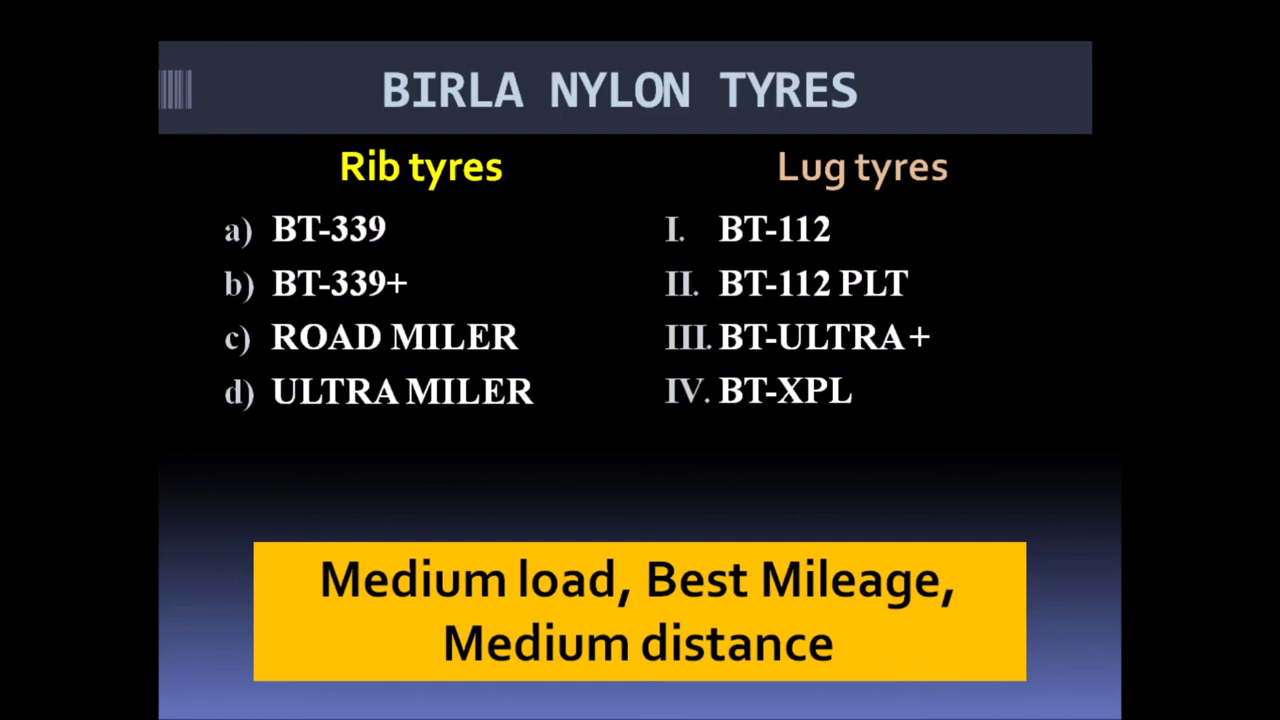 BIRLA NYLON TYRES
Rib tyres
a) BT-339
b) BT-339+
c) ROAD MILER
d) ULTRA MILER
Lug tyres
I. BT-112
II. BT-112 PLT
III. BT-ULTRA+
IV. BT-XPL
Medium load, Best Mileage,
Medium distance